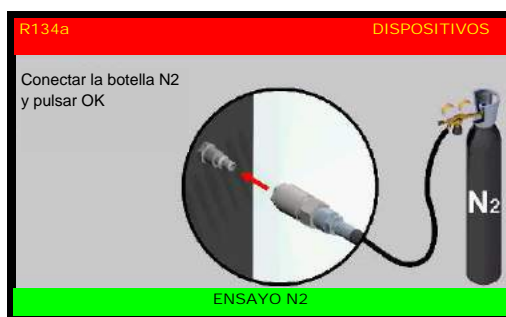 R134a DISPOSITIVOS
Conectar la botella N2
y pulsar OK
N2
ENSAYO N2